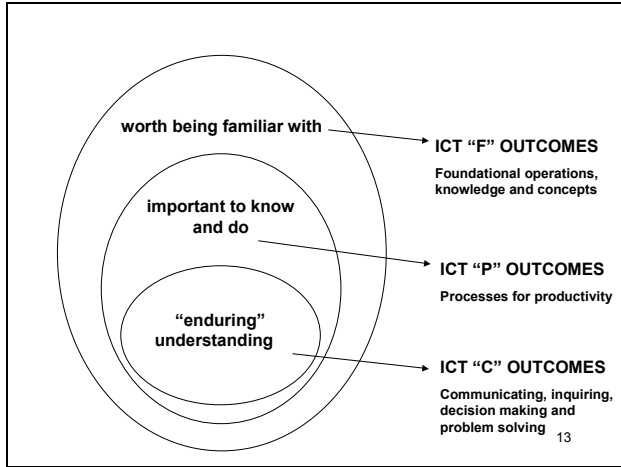 worth being familiar with
ICT “F” OUTCOMES
Foundational operations,
knowledge and concepts
important to know
and do
ICT “P” OUTCOMES
Processes for productivity
“enduring”
understanding
ICT “C” OUTCOMES
Communicating, inquiring,
decision making and
problem solving
13